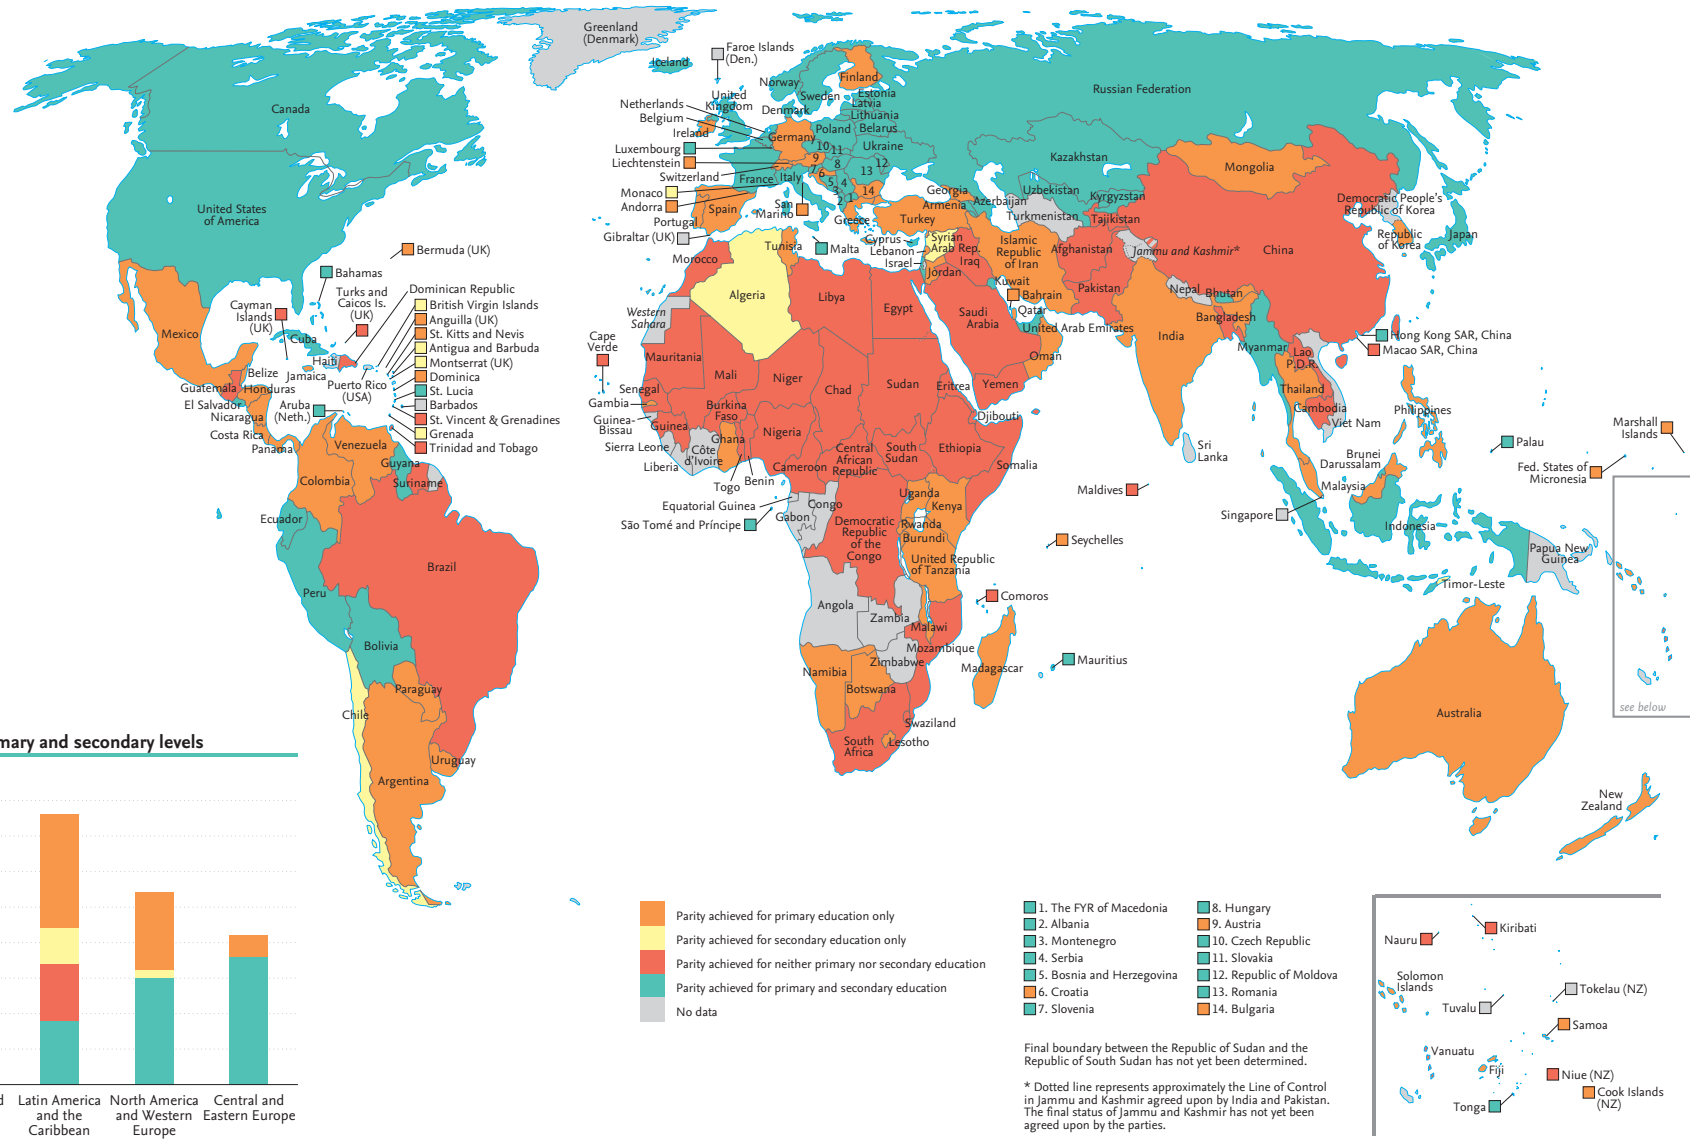 Greenland
(Denmark)
Faroe Islands
(Den.)
Iceland
Norway
Sweden
Finland
Russian Federation
Canada
United
Kingdom
Denmark
Estonia
Latvia
Lithuania
Belarus
Netherlands
Belgium
Ireland
Luxembourg
Liechtenstein
Switzerland
Monaco
Andorra
Portugal
Gibraltar (UK)
Germany
Poland
Ukraine
10
11
9
8
12
13
7
6
5
4
3
2
1
14
France
Italy
Spain
San
Marino
Greece
Malta
Kazakhstan
Mongolia
Georgia
Armenia
Azerbaijan
Uzbekistan
Kyrgyzstan
Turkmenistan
Tajikistan
Turkey
Cyprus
Lebanon
Israel
Syrian
Arab Rep.
Iraq
Jordan
Islamic
Republic
of Iran
Afghanistan
Jammu and Kashmir*
China
Democratic People's
Republic of Korea
Republic
of Korea
Japan
United States
of America
Bermuda (UK)
Bahamas
Turks and
Caicos Is.
(UK)
Cayman
Islands
(UK)
Dominican Republic
British Virgin Islands
Anguilla (UK)
St. Kitts and Nevis
Antigua and Barbuda
Montserrat (UK)
Dominica
St. Lucia
Barbados
St. Vincent & Grenadines
Grenada
Trinidad and Tobago
Mexico
Cuba
Haiti
Jamaica
Puerto Rico
(USA)
Aruba
(Neth.)
Belize
Guatemala
Honduras
El Salvador
Nicaragua
Costa Rica
Panama
Venezuela
Guyana
Suriname
Colombia
Ecuador
Brazil
Peru
Bolivia
Paraguay
Chile
Uruguay
Argentina
Tunisia
Morocco
Algeria
Libya
Egypt
Western
Sahara
Cape
Verde
Mauritania
Mali
Niger
Chad
Sudan
Eritrea
Djibouti
Senegal
Gambia
Guinea-
Bissau
Guinea
Sierra Leone
Liberia
Burkina
Faso
Ghana
Côte
d'Ivoire
Togo
Benin
Nigeria
Cameroon
Central
African
Republic
South
Sudan
Ethiopia
Somalia
Equatorial Guinea
São Tomé and Príncipe
Gabon
Congo
Democratic
Republic
of the
Congo
Uganda
Kenya
Rwanda
Burundi
United Republic
of Tanzania
Seychelles
Comoros
Angola
Zambia
Malawi
Mozambique
Zimbabwe
Namibia
Botswana
Madagascar
Mauritius
Swaziland
Lesotho
South
Africa
Kuwait
Bahrain
Qatar
United Arab Emirates
Saudi
Arabia
Oman
Yemen
Pakistan
Nepal
Bhutan
Bangladesh
India
Myanmar
Lao
P.D.R.
Thailand
Cambodia
Viet Nam
Hong Kong SAR, China
Macao SAR, China
Philippines
Sri
Lanka
Maldives
Brunei
Darussalam
Malaysia
Singapore
Indonesia
Palau
Marshall
Islands
Fed. States of
Micronesia
Papua New
Guinea
Timor-Leste
Australia
New
Zealand
see below
mary and secondary levels
d
Latin America
and the
Caribbean
North America
and Western
Europe
Central and
Eastern Europe
Parity achieved for primary education only
Parity achieved for secondary education only
Parity achieved for neither primary nor secondary education
Parity achieved for primary and secondary education
No data
1. The FYR of Macedonia
2. Albania
3. Montenegro
4. Serbia
5. Bosnia and Herzegovina
6. Croatia
7. Slovenia
8. Hungary
9. Austria
10. Czech Republic
11. Slovakia
12. Republic of Moldova
13. Romania
14. Bulgaria
Final boundary between the Republic of Sudan and the
Republic of South Sudan has not yet been determined.
* Dotted line represents approximately the Line of Control
in Jammu and Kashmir agreed upon by India and Pakistan.
The final status of Jammu and Kashmir has not yet been
agreed upon by the parties.
Nauru
Kiribati
Solomon
Islands
Tuvalu
Tokelau (NZ)
Samoa
Vanuatu
Fiji
Niue (NZ)
Cook Islands
(NZ)
Tonga